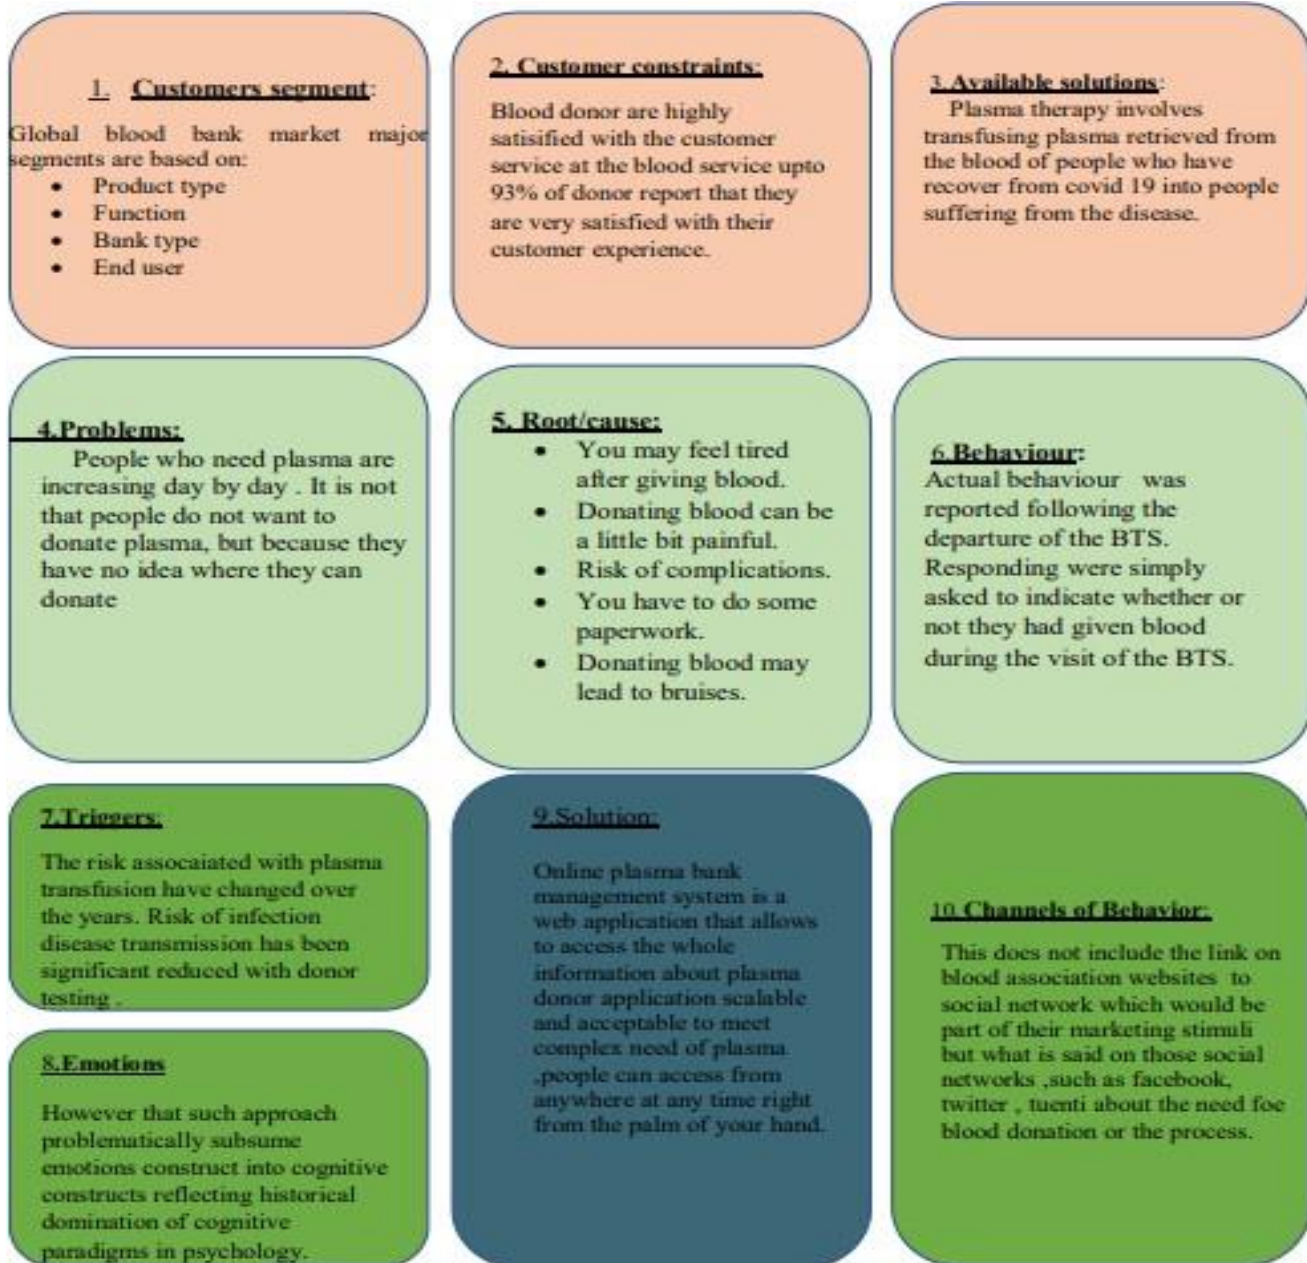 1. Customers segment:
Global blood bank market major
segments are based on:
• Product type
• Function
• Bank type
• End user
2. Customer constraints:
Blood donor are highly
satisified with the customer
service at the blood service upto
93% of donor report that they
are very satisfied with their
customer experience.
3.Available solutions:
Plasma therapy involves
transfusing plasma retrieved from
the blood of people who have
recover from covid 19 into people
suffering from the disease.
4.Problems:
People who need plasma are
increasing day by day . It is not
that people do not want to
donate plasma, but because they
have no idea where they can
donate
5. Root/cause:
• You may feel tired
after giving blood.
• Donating blood can be
a little bit painful.
• Risk of complications.
• You have to do some
paperwork.
• Donating blood may
lead to bruises.
6.Behaviour:
Actual behaviour was
reported following the
departure of the BTS.
Responding were simply
asked to indicate whether or
not they had given blood
during the visit of the BTS.
7.Triggers:
The risk assocaiated with plasma
transfusion have changed over
the years. Risk of infection
disease transmission has been
significant reduced with donor
testing .
8.Emotions
However that such approach
problematically subsume
emotions construct into cognitive
constructs reflecting historical
domination of cognitive
paradigms in psychology.
9.Solution:
Online plasma bank
management system is a
web application that allows
to access the whole
information about plasma
donor application scalable
and acceptable to meet
complex need of plasma
,people can access from
anywhere at any time right
from the palm of your hand.
10.Channels of Behavior:
This does not include the link on
blood association websites to
social network which would be
part of their marketing stimuli
but what is said on those social
networks ,such as facebook,
twitter , tuenti about the need foe
blood donation or the process.